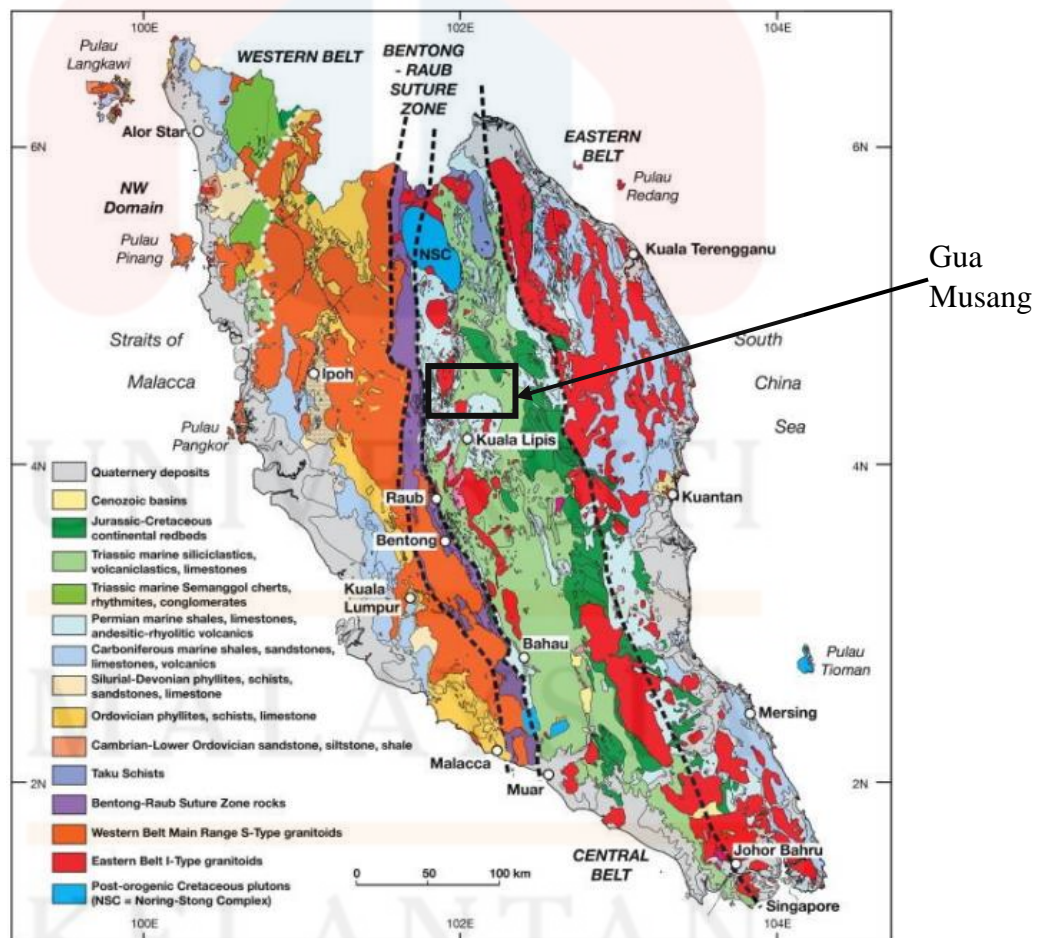 100E
102E
104E
Pulau
Langkawi
WESTERN BELT
BENTONG
- RAUB
SUTURE
ZONE
Alor Star
6N
6N
EASTERN
BELT
Pulau
Redang
NW
Domain
Pulau
Pinang
NSC
Kuala Terengganu
Gua
Musang
Straits of
Malacca
South
China
Sea
Ipoh
Pulau
Pangkor
Kuala Lipis
4N
4N
Quaternery deposits
Cenozoic basins
Jurassic-Cretaceous
continental redbeds
Triassic marine siliciclastics,
volcaniclastics, limestones
Triassic marine Semanggol cherts,
rhythmites, conglomerates
Permian marine shales, limestones,
andesitic-rhyolitic volcanics
Carboniferous marine shales, sandstones,
limestones, volcanics
Silurial-Devonian phyllites, schists,
sandstones, limestone
Ordovician phyllites, schists, limestone
Cambrian-Lower Ordovician sandstone, siltstone, shale
Taku Schists
Bentong-Raub Suture Zone rocks
Western Belt Main Range S-Type granitoids
Eastern Belt I-Type granitoids
Post-orogenic Cretaceous plutons
(NSC = Noring-Stong Complex)
Raub
Bentong
Kuantan
Kuala
Lumpur
Bahau
Pulau
Tioman
Mersing
Malacca
Muar
2N
2N
CENTRAL
BELT
Johor Bahru
Singapore
0
50
100 km
100E
102E
104E
UNIVERSITI
MALAYSIA
KELANTAN